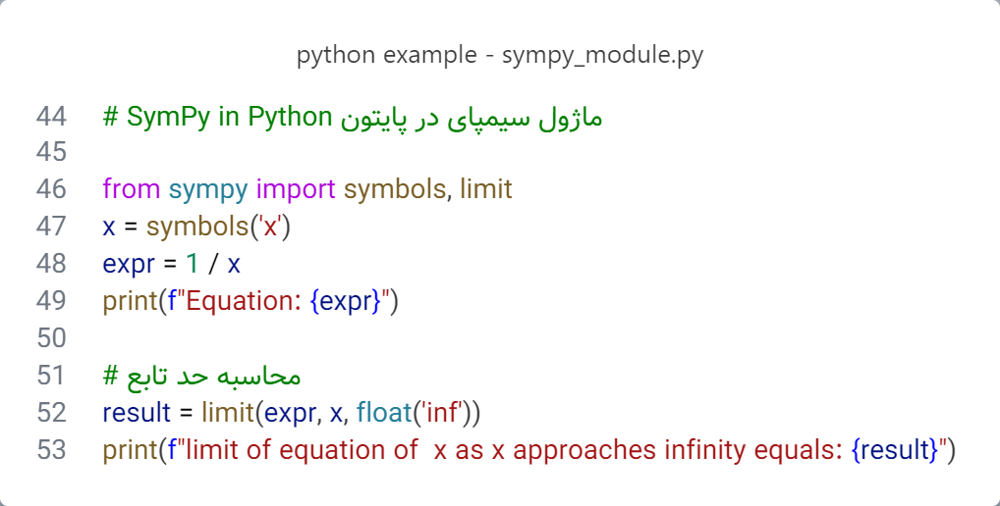 python example - sympy_module.py
44 # SymPy in Python ماژول سیمپای در پایتون
45
46 from sympy import symbols, limit
47 x = symbols('x')
48 expr = 1 / x
49 print(f"Equation: {expr}")
50
51 # محاسبه حد تابع
52 result = limit(expr, x, float('inf'))
53 print(f"limit of equation of  x as x approaches infinity equals: {result}")